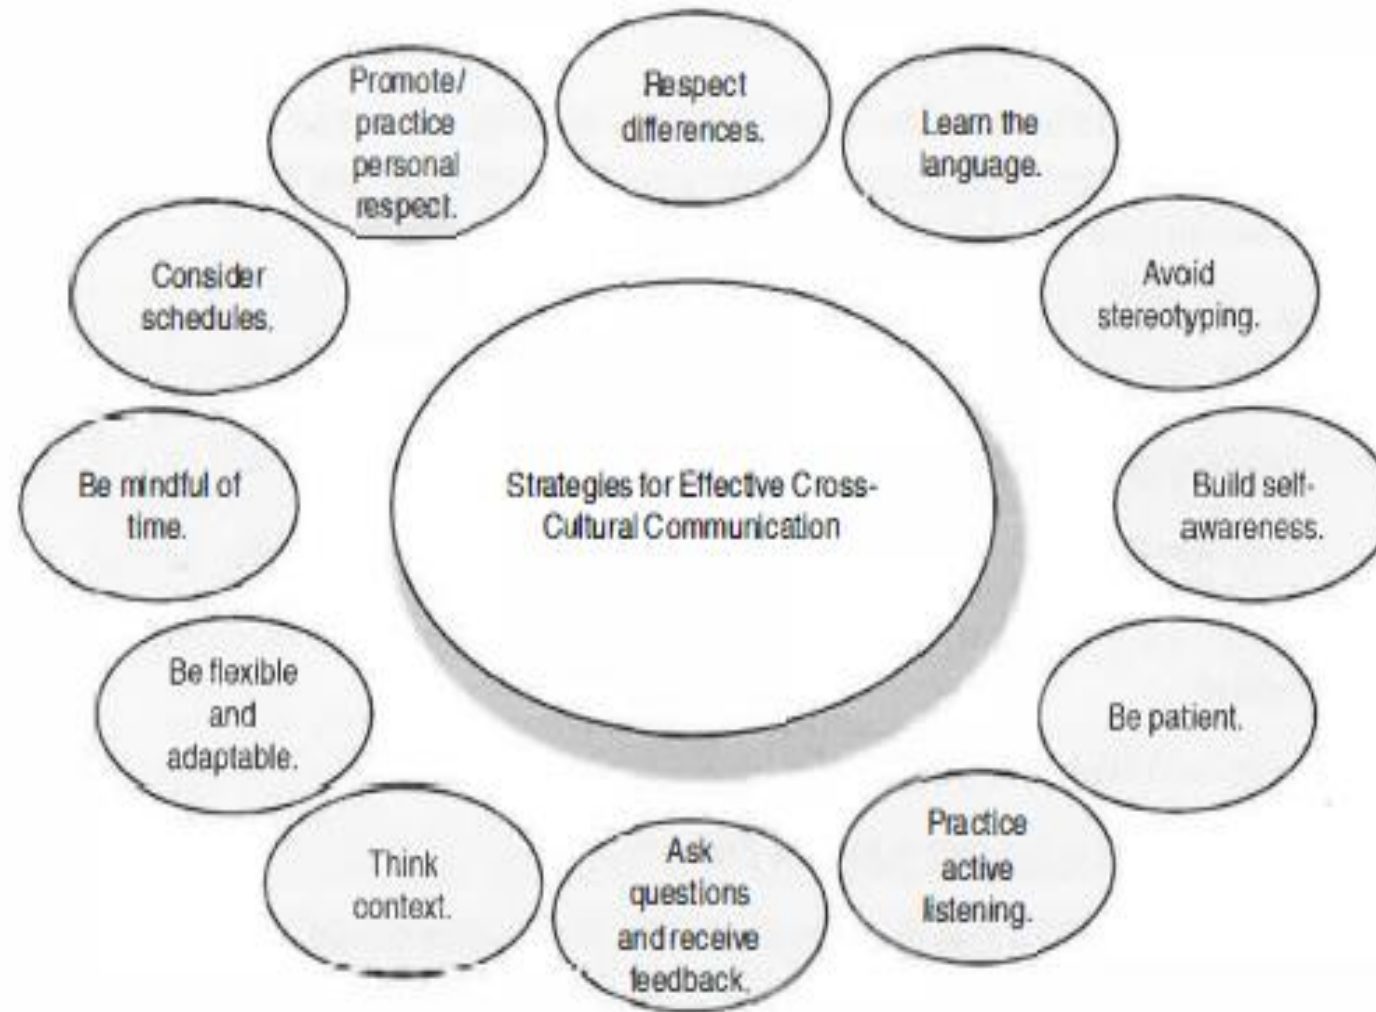 Strategies for Effective Cross-
Cultural Communication
Respect
differences.
Learn the
language.
Avoid
stereotyping.
Build self-
awareness.
Be patient.
Practice
active
listening.
Ask
questions
and receive
feedback.
Think
context.
Be flexible
and
adaptable.
Be mindful of
time.
Consider
schedules.
Promote/
practice
personal
respect.